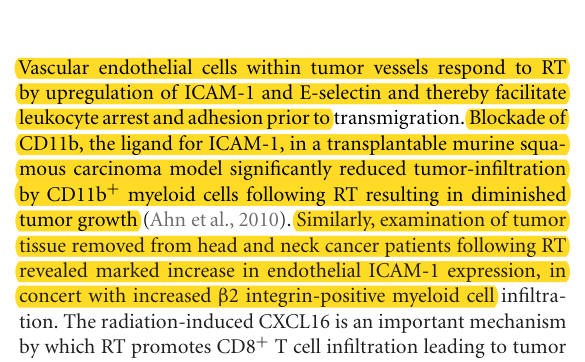 Vascular endothelial cells within tumor vessels respond to RT
by upregulation of ICAM-1 and E-selectin and thereby facilitate
leukocyte arrest and adhesion prior to transmigration. Blockade of
CD11b, the ligand for ICAM-1, in a transplantable murine squa-
mous carcinoma model significantly reduced tumor-infiltration
by CD11b+ myeloid cells following RT resulting in diminished
tumor growth (Ahn et al., 2010). Similarly, examination of tumor
tissue removed from head and neck cancer patients following RT
revealed marked increase in endothelial ICAM-1 expression, in
concert with increased β2 integrin-positive myeloid cell infiltra-
tion. The radiation-induced CXCL16 is an important mechanism
by which RT promotes CD8+ T cell infiltration leading to tumor